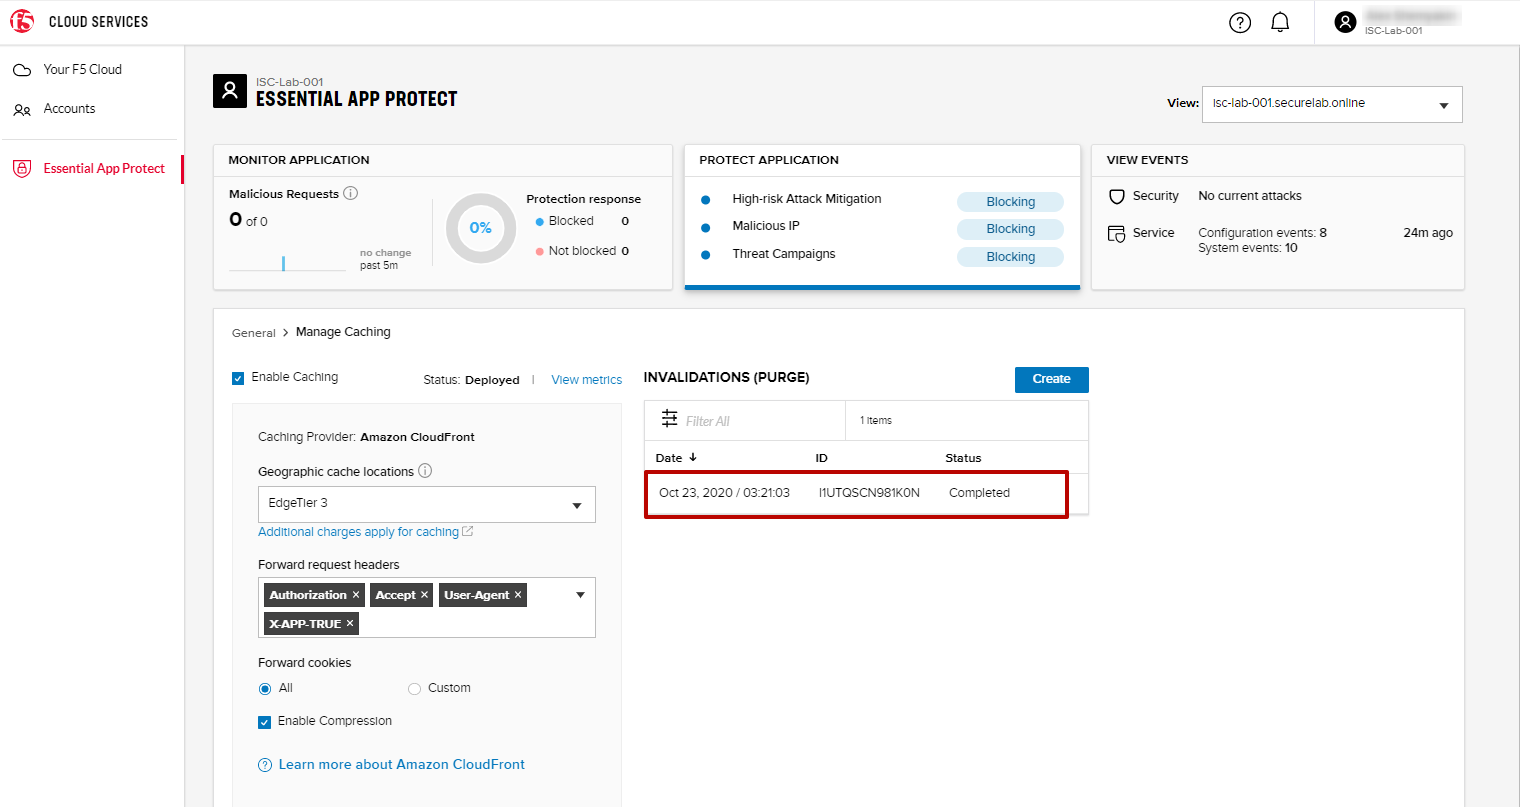 f5 CLOUD SERVICES
ISC-Lab-001
Your F5 Cloud
Accounts
Essential App Protect
ISC-Lab-001
ESSENTIAL APP PROTECT
View: isc-lab-001.securelab.online
MONITOR APPLICATION
Malicious Requests
0 of 0
no change
past 5m
0%
Protection response
Blocked 0
Not blocked 0
PROTECT APPLICATION
High-risk Attack Mitigation Blocking
Malicious IP Blocking
Threat Campaigns Blocking
VIEW EVENTS
Security No current attacks
Service Configuration events: 8 24m ago
System events: 10
General > Manage Caching
Enable Caching
Status: Deployed | View metrics
Caching Provider: Amazon CloudFront
Geographic cache locations
EdgeTier 3
Additional charges apply for caching
Forward request headers
Authorization × Accept × User-Agent ×
X-APP-TRUE ×
Forward cookies
All Custom
Enable Compression
Learn more about Amazon CloudFront
INVALIDATIONS (PURGE) Create
Filter All 1 items
Date ID Status
Oct 23, 2020 / 03:21:03 I1UTQSCN981K0N Completed